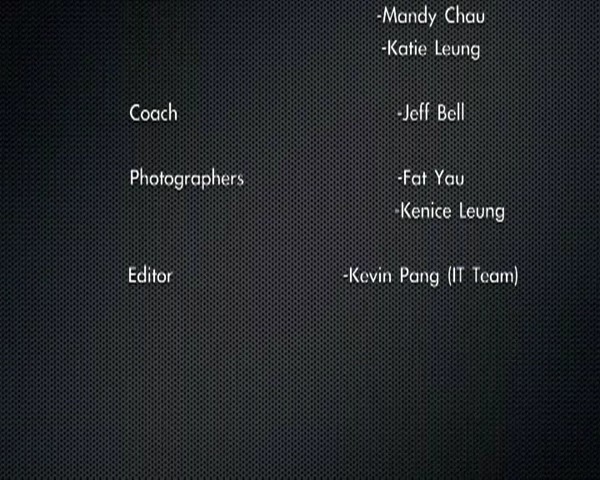 -Mandy Chau
-Katie Leung
Coach -Jeff Bell
Photographers -Fat Yau
-Kenice Leung
Editor -Kevin Pang (IT Team)